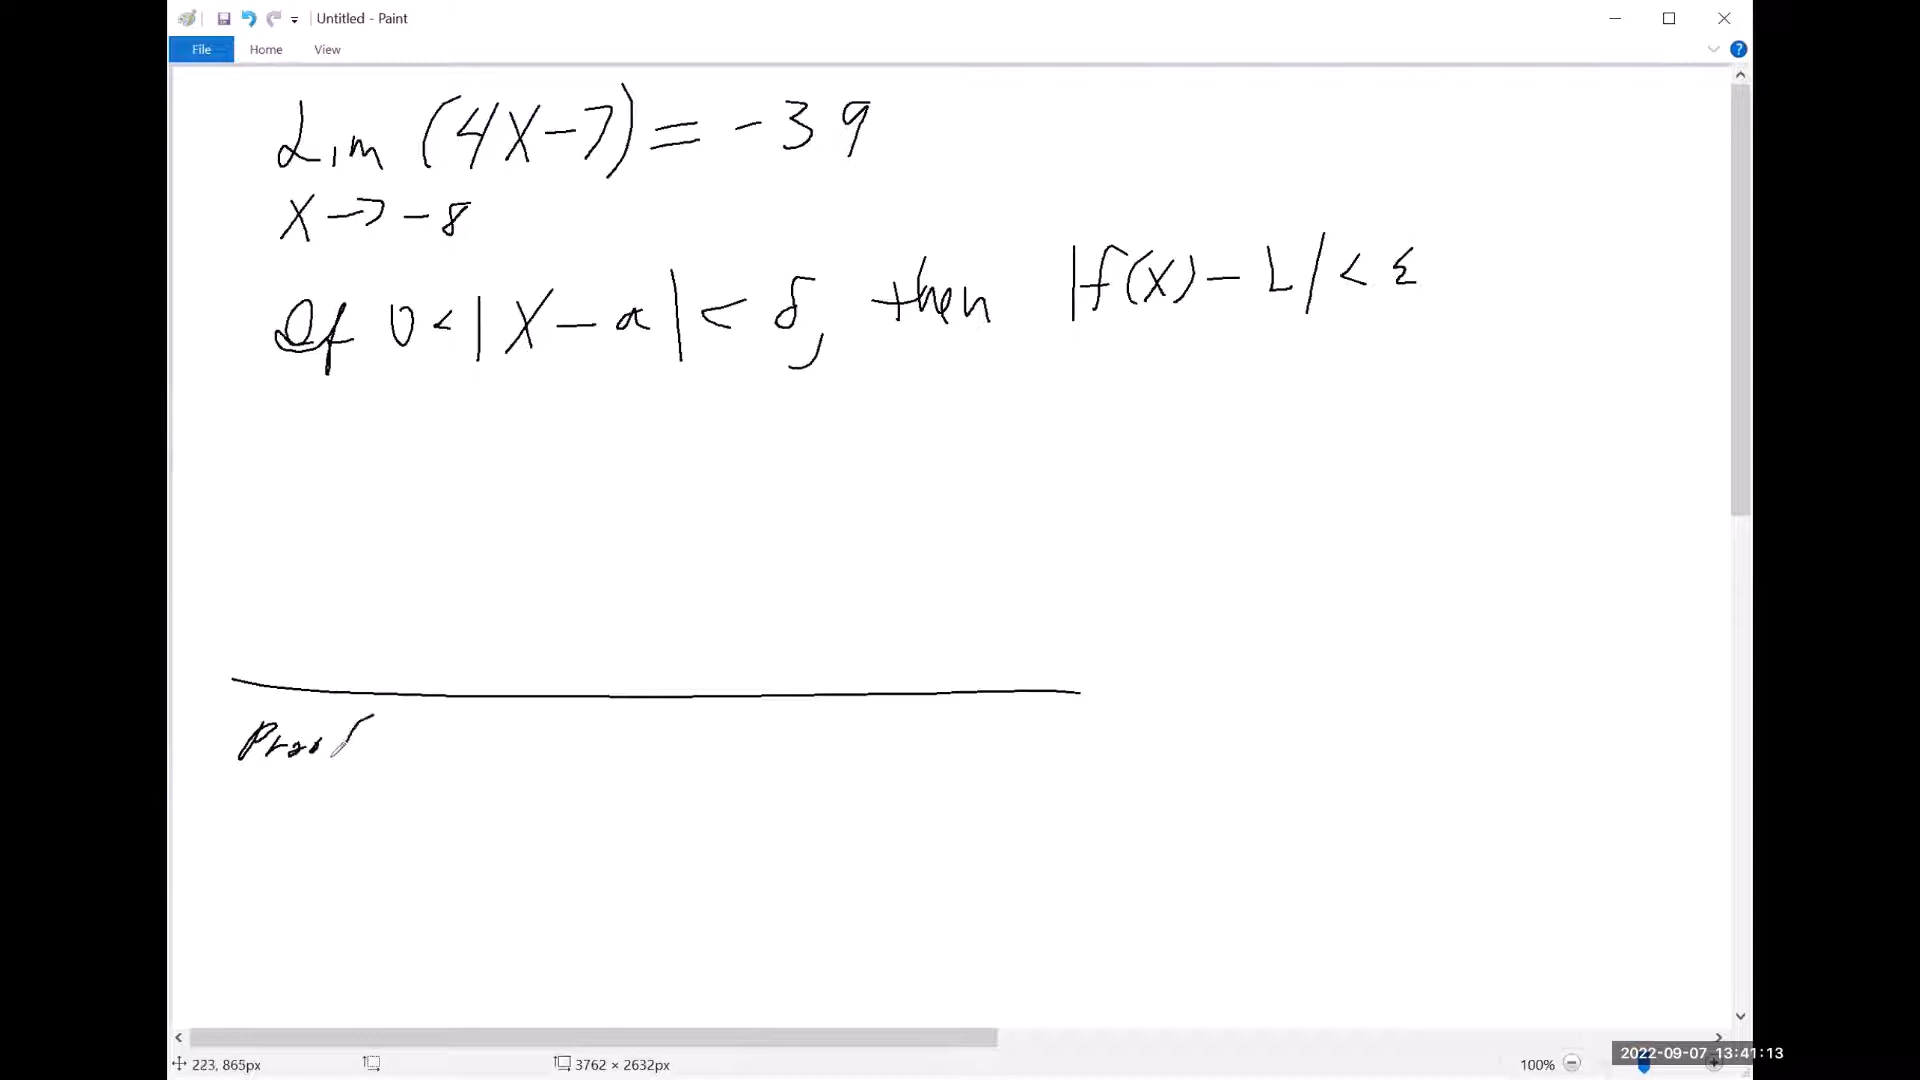 Untitled - Paint
File Home View
Lim (4X-7) = -39
X → -8
If 0 < | X - a | < δ, then |f(X) - L| < ε
Proof
223, 865px 3762 × 2632px 100%
2022-09-07 13:41:13